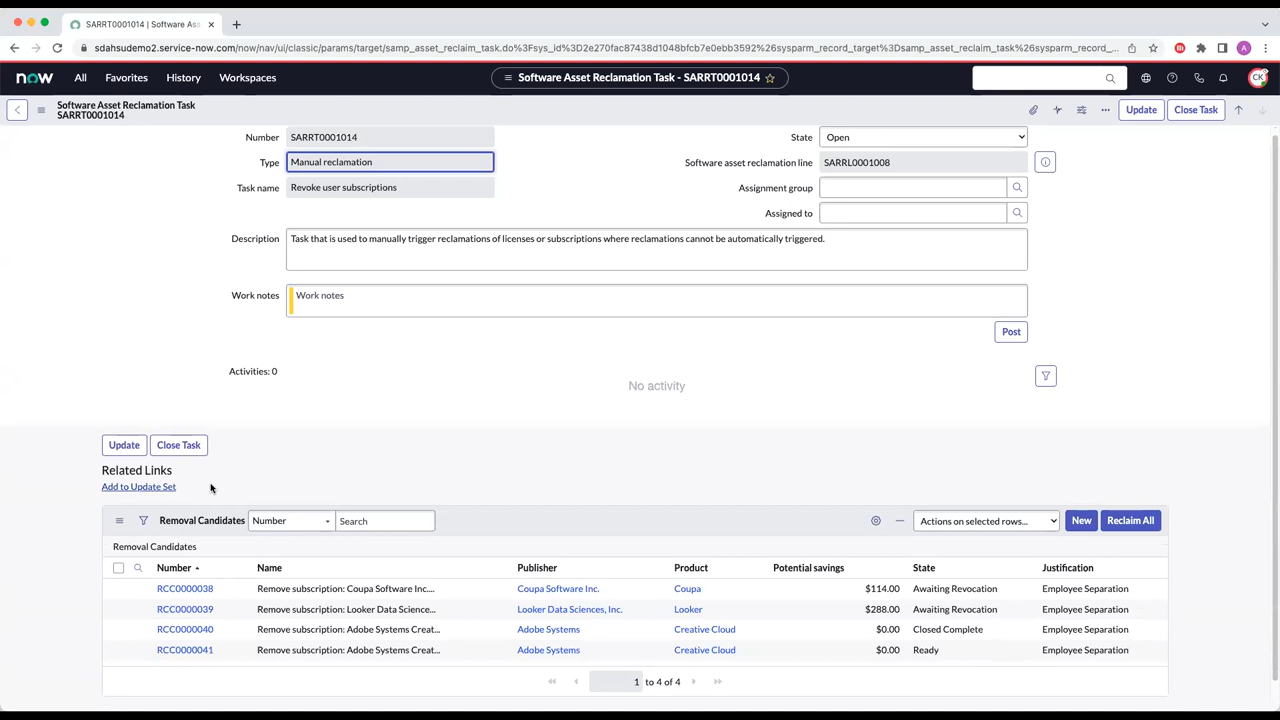 SARRT0001014 | Software Ass
sdahsudemo2.service-now.com/now/nav/ui/classic/params/target/samp_asset_reclaim_task.do%3Fsys_id%3D2e270fac87438d1048bfcb7e0ebb3592%26sysparm_record_target%3Dsamp_asset_reclaim_task%26sysparm_record_...
A
now All Favorites History Workspaces Software Asset Reclamation Task - SARRT0001014 CK
Software Asset Reclamation Task
SARRT0001014
Update Close Task
Number SARRT0001014 State Open
Type Manual reclamation Software asset reclamation line SARRL0001008
Task name Revoke user subscriptions Assignment group
Assigned to
Description Task that is used to manually trigger reclamations of licenses or subscriptions where reclamations cannot be automatically triggered.
Work notes Work notes
Post
Activities: 0
No activity
Update Close Task
Related Links
Add to Update Set
Removal Candidates Number Search Actions on selected rows... New Reclaim All
Removal Candidates
Number Name Publisher Product Potential savings State Justification
RCC0000038 Remove subscription: Coupa Software Inc.... Coupa Software Inc. Coupa $114.00 Awaiting Revocation Employee Separation
RCC0000039 Remove subscription: Looker Data Science... Looker Data Sciences, Inc. Looker $288.00 Awaiting Revocation Employee Separation
RCC0000040 Remove subscription: Adobe Systems Creat... Adobe Systems Creative Cloud $0.00 Closed Complete Employee Separation
RCC0000041 Remove subscription: Adobe Systems Creat... Adobe Systems Creative Cloud $0.00 Ready Employee Separation
1 to 4 of 4